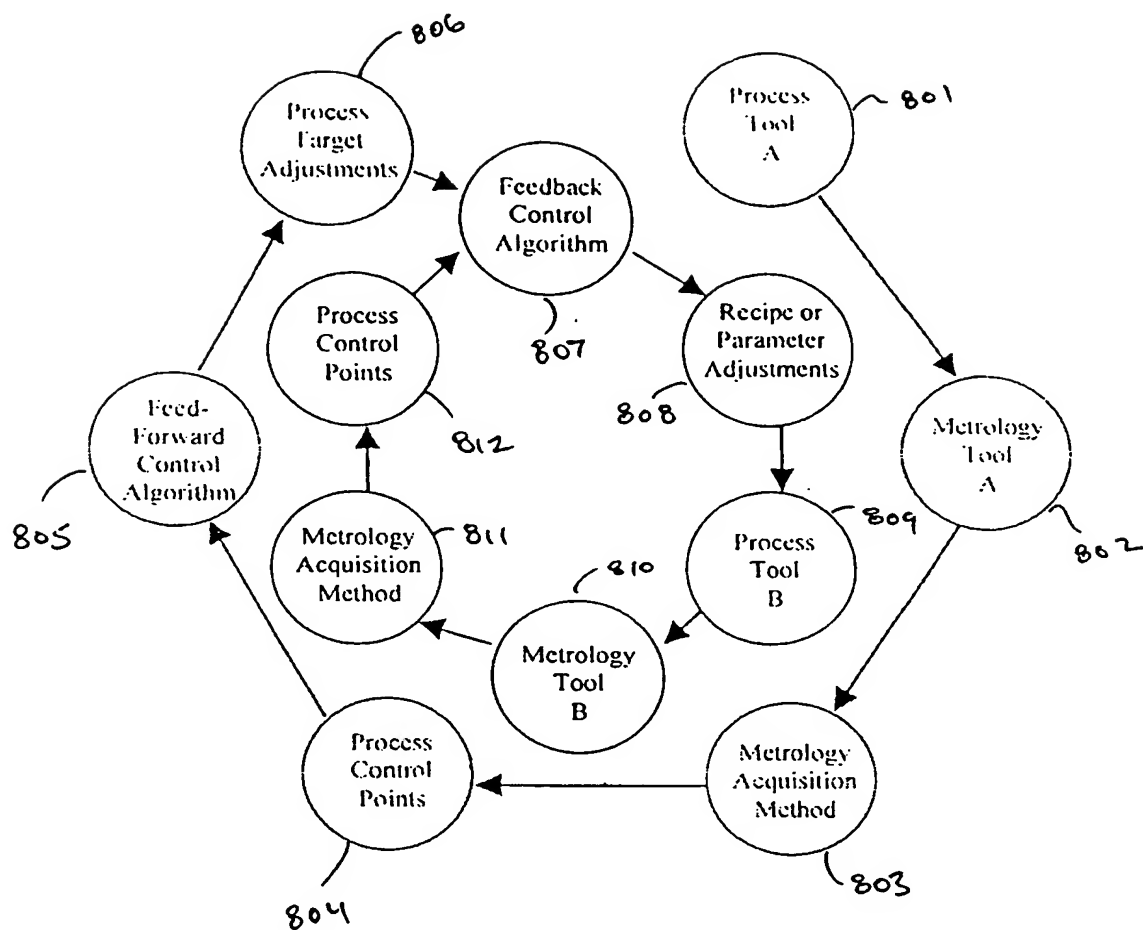 806
Process
Target
Adjustments
Process
Tool
A
801
Feedback
Control
Algorithm
807
Process
Control
Points
812
Recipe or
Parameter
Adjustments
808
Feed-
Forward
Control
Algorithm
805
Metrology
Tool
A
802
Metrology
Acquisition
Method
811
Process
Tool
B
809
810
Metrology
Tool
B
Process
Control
Points
804
Metrology
Acquisition
Method
803